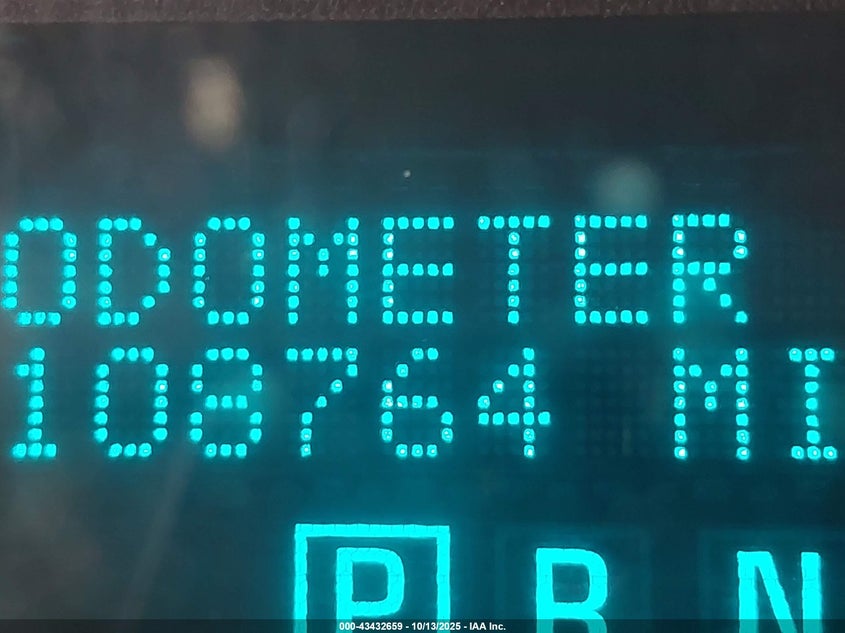 ODOMETER
108764 MI
P R N
000-43432659 - 10/13/2025 - IAA Inc.